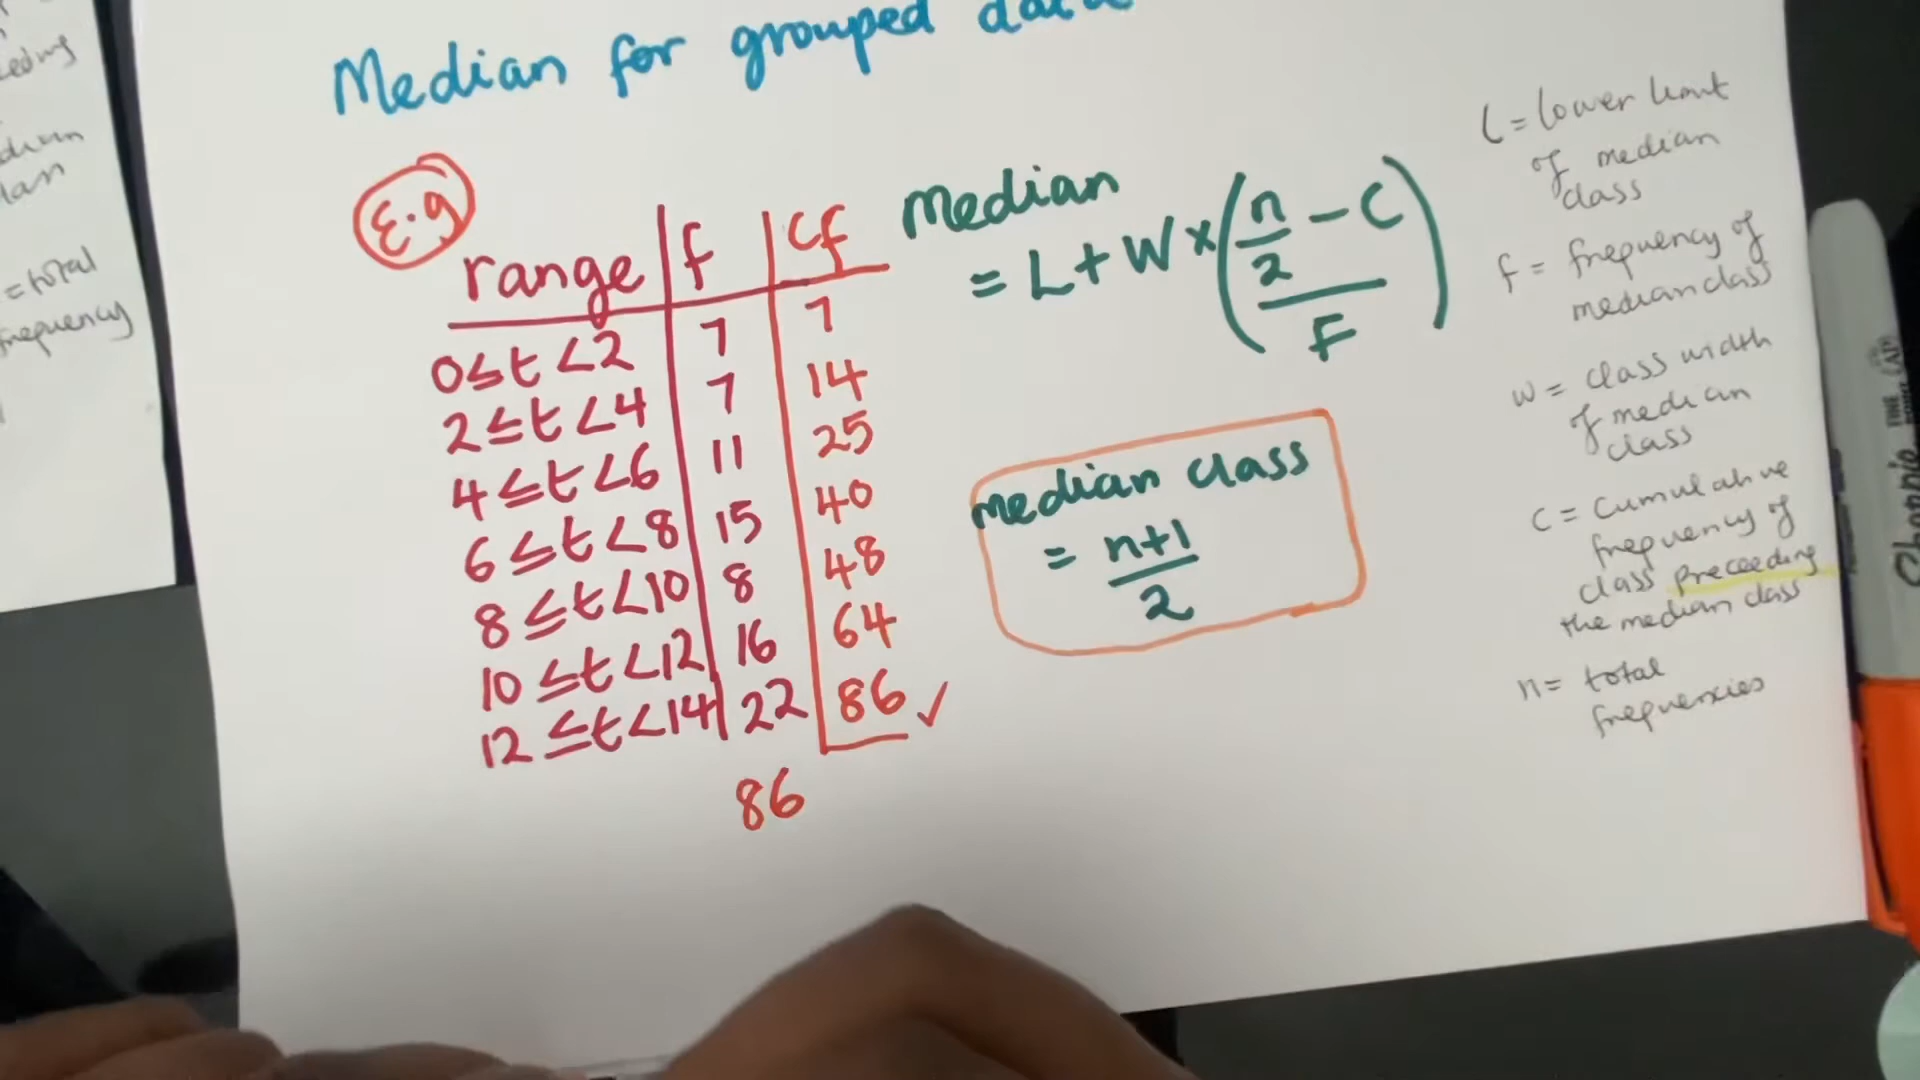 Median for grouped data
E.g
range f cf
0≤t<2 7 7
2≤t<4 7 14
4≤t<6 11 25
6≤t<8 15 40
8≤t<10 8 48
10≤t<12 16 64
12≤t<14 22 86 ✓
86
Median
= L+W×(n/2 - C / F)
median class
= n+1
2
L = lower limit
of median
class
f = frequency of
median class
w = class width
of median
class
C = Cumulative
frequency of
class preceeding
the median class
n = total
frequencies
= total
frequency